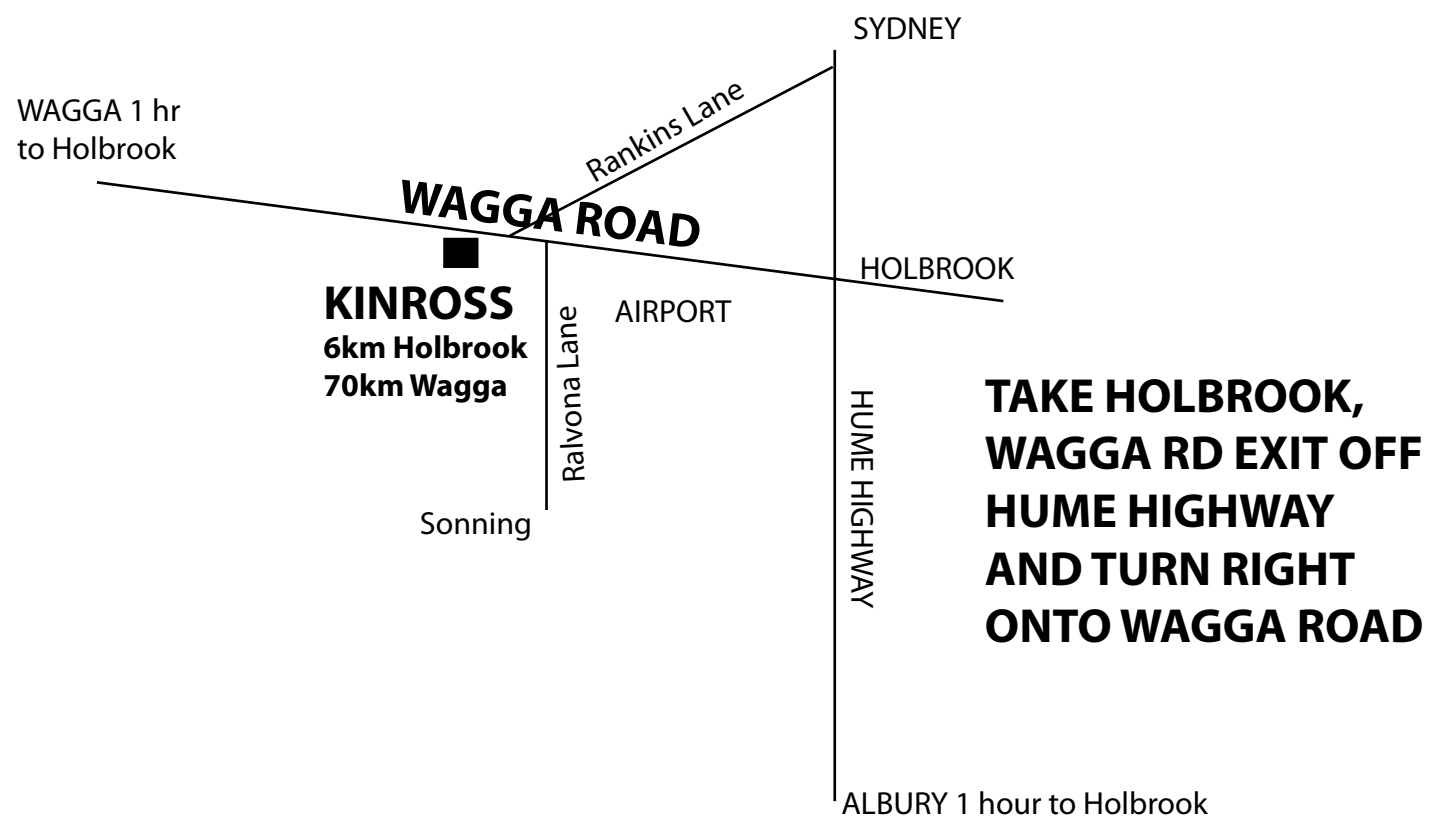 SYDNEY
WAGGA 1 hr
to Holbrook
Rankins Lane
WAGGA ROAD
HOLBROOK
KINROSS
6km Holbrook
70km Wagga
AIRPORT
Ralvona Lane
Sonning
HUME HIGHWAY
TAKE HOLBROOK,
WAGGA RD EXIT OFF
HUME HIGHWAY
AND TURN RIGHT
ONTO WAGGA ROAD
ALBURY 1 hour to Holbrook